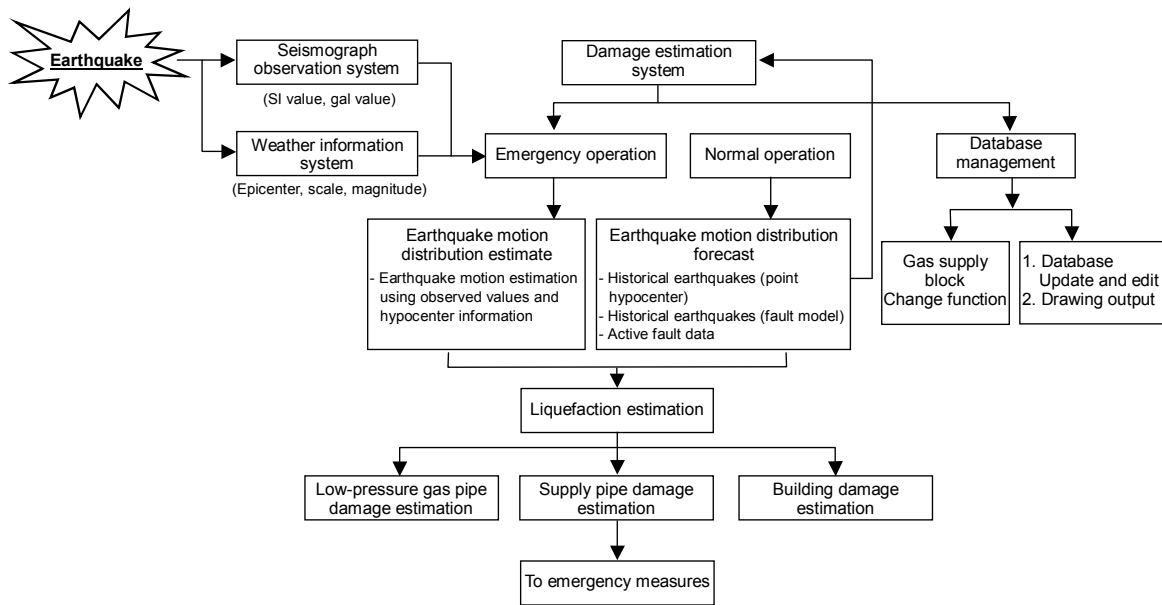 Earthquake
Seismograph
observation system
(SI value, gal value)
Weather information
system
(Epicenter, scale, magnitude)
Damage estimation
system
Emergency operation
Normal operation
Database
management
Earthquake motion
distribution estimate
- Earthquake motion estimation
using observed values and
hypocenter information
Earthquake motion distribution
forecast
- Historical earthquakes (point
hypocenter)
- Historical earthquakes (fault model)
- Active fault data
Gas supply
block
Change function
1. Database
Update and edit
2. Drawing output
Liquefaction estimation
Low-pressure gas pipe
damage estimation
Supply pipe damage
estimation
Building damage
estimation
To emergency measures